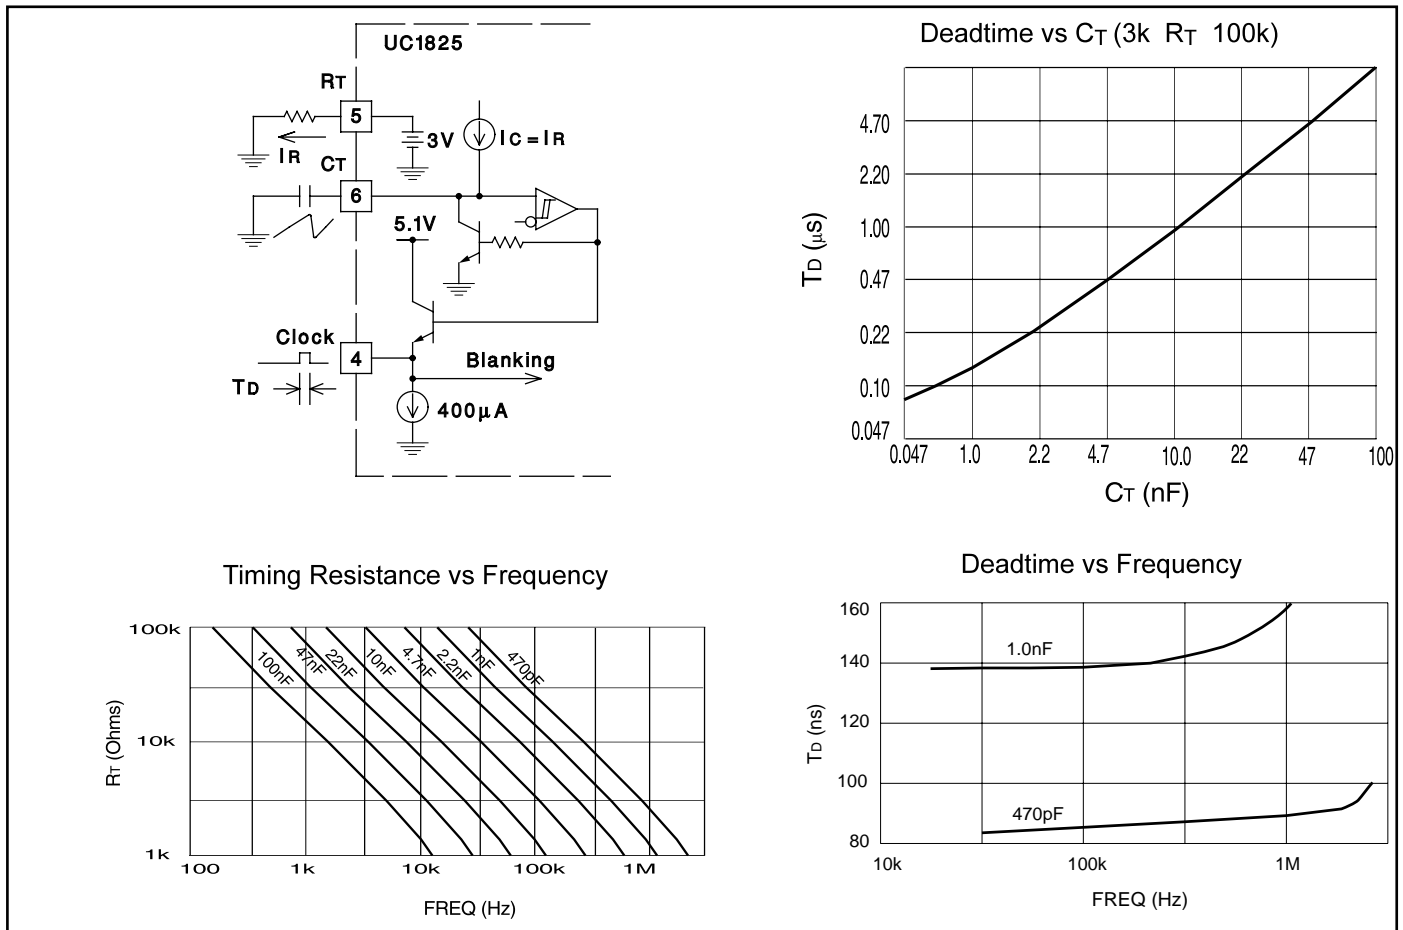 UC1825
RT
5
IR
3V
IC=IR
CT
6
5.1V
Clock
4
TD
Blanking
400µA
Deadtime vs CT (3k RT 100k)
TD (µs)
4.70
2.20
1.00
0.47
0.22
0.10
0.047
0.047 1.0 2.2 4.7 10.0 22 47 100
CT (nF)
Timing Resistance vs Frequency
RT (Ohms)
100k
10k
1k
100nF 47nF 22nF 10nF 4.7nF 2.2nF 1nF 470pF
100 1k 10k 100k 1M
FREQ (Hz)
Deadtime vs Frequency
TD (ns)
160
140
120
100
80
1.0nF
470pF
10k 100k 1M
FREQ (Hz)